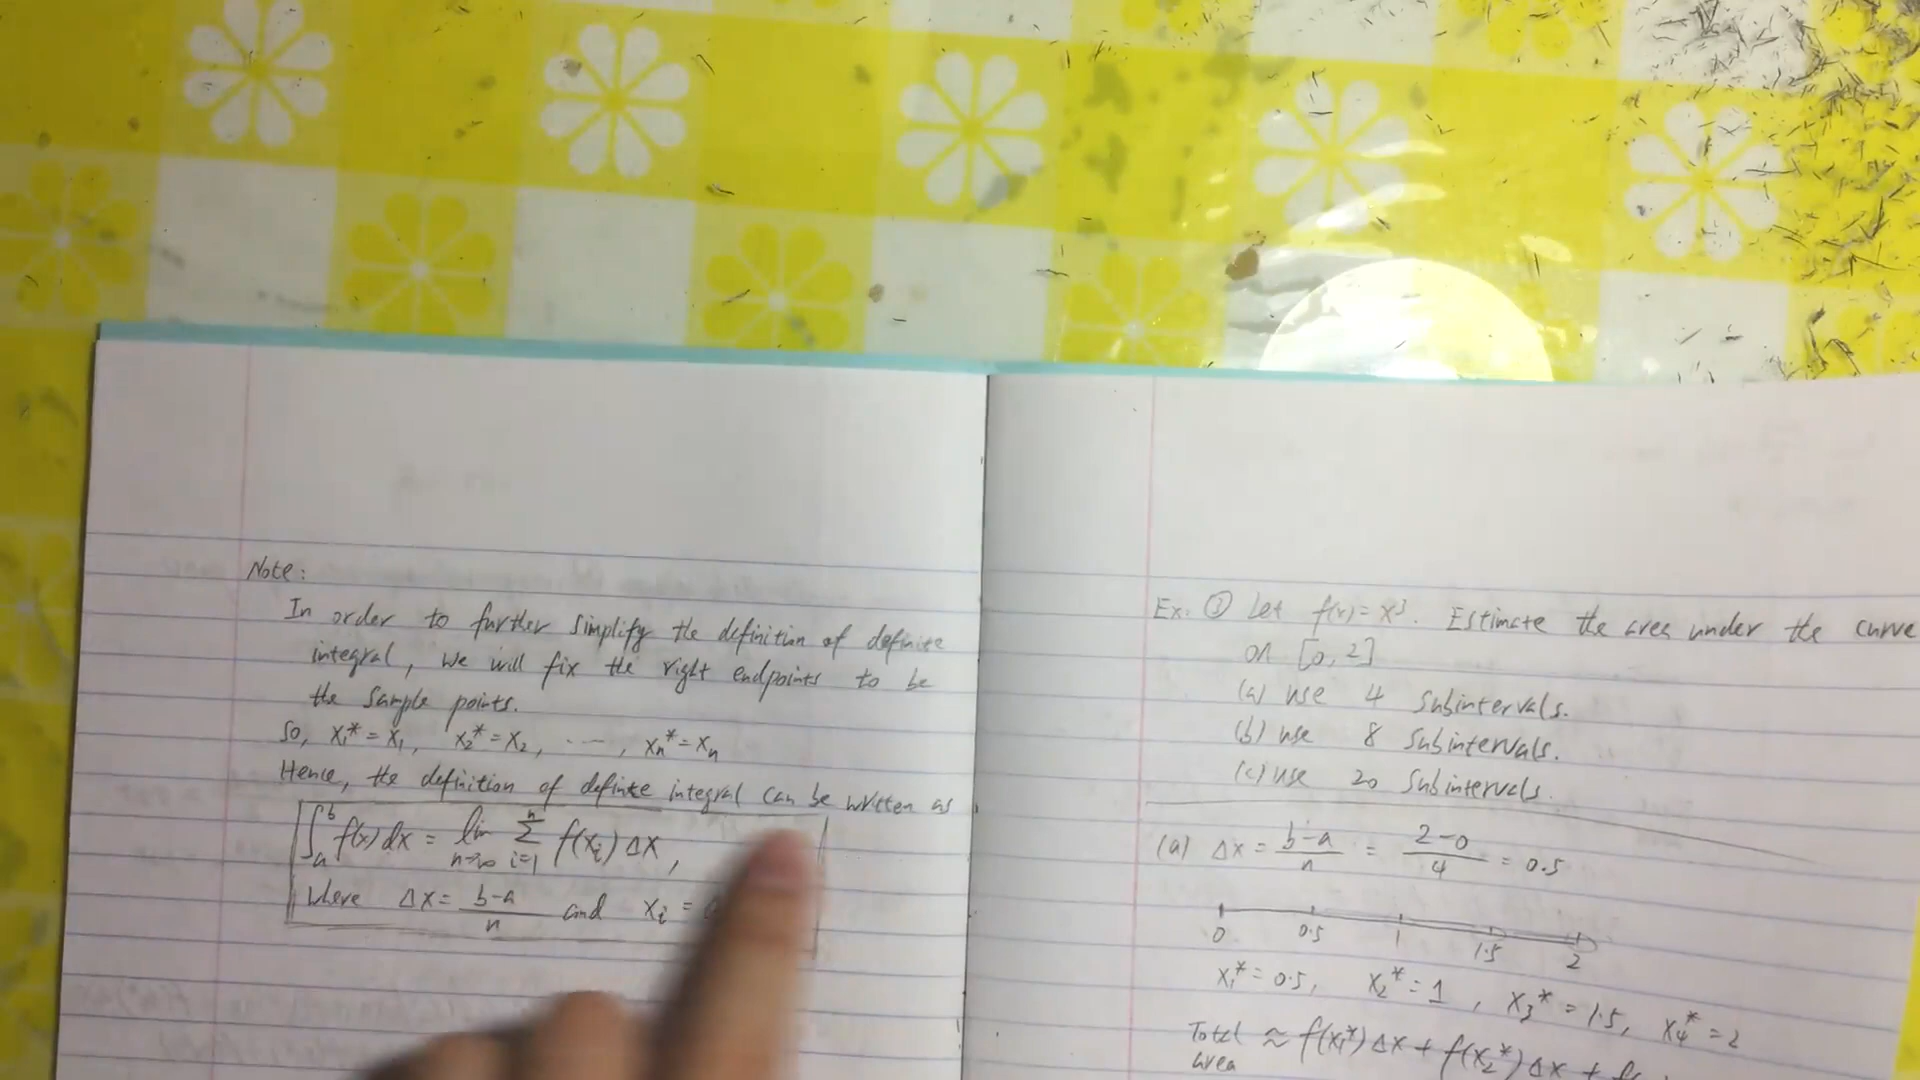 Note:
In order to further simplify the definition of definite
integral, we will fix the right endpoints to be
the sample points.
So, x₁* = x₁, x₂* = x₂, ..., xₙ* = xₙ
Hence, the definition of definite integral can be written as
∫ₐᵇ f(x) dx = lim n→∞ Σ i=1 n f(xᵢ) Δx,
where Δx = (b-a)/n and xᵢ =
Ex. ③ Let f(x) = x³. Estimate the area under the curve
on [0, 2]
(a) use 4 subintervals.
(b) use 8 subintervals.
(c) use 20 subintervals.
(a) Δx = (b-a)/n = (2-0)/4 = 0.5
0 0.5 1 1.5 2
x₁* = 0.5, x₂* = 1, x₃* = 1.5, x₄* = 2
Total area ≈ f(x₁*) Δx + f(x₂*) Δx +